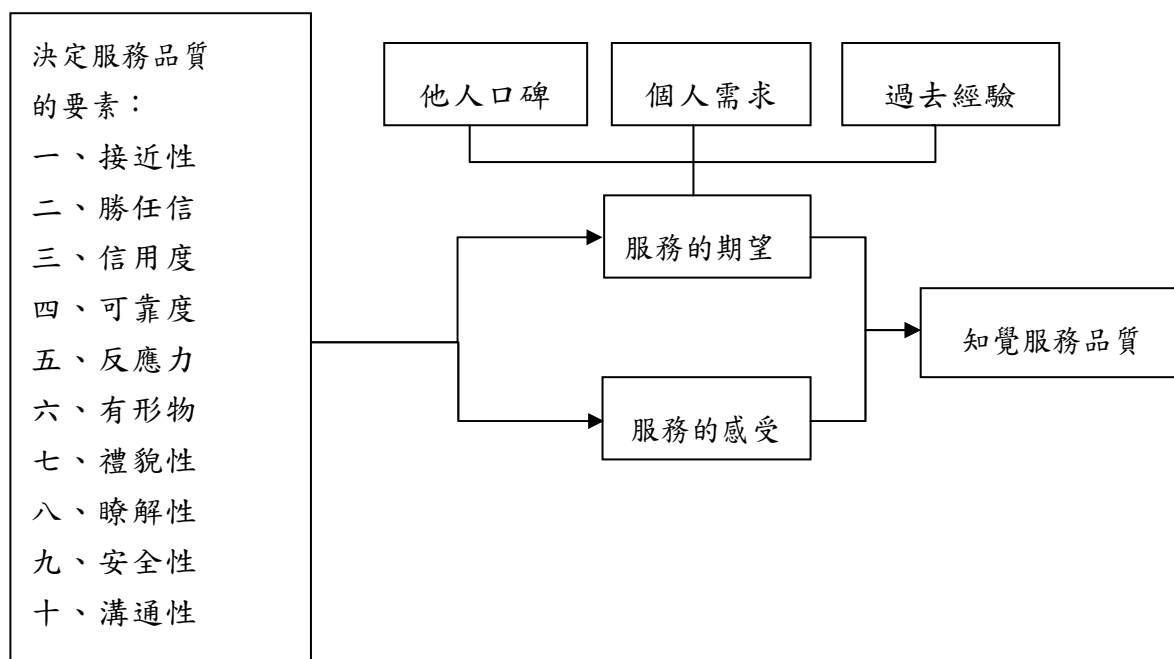 決定服務品質
的要素：
一、接近性
二、勝任信
三、信用度
四、可靠度
五、反應力
六、有形物
七、禮貌性
八、瞭解性
九、安全性
十、溝通性
他人口碑
個人需求
過去經驗
服務的期望
服務的感受
知覺服務品質